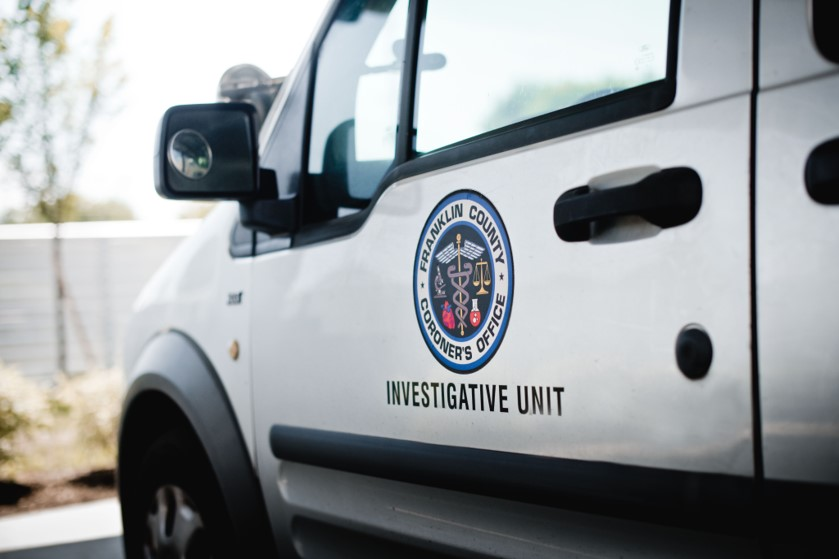 FRANKLIN COUNTY
CORONER'S OFFICE
INVESTIGATIVE UNIT